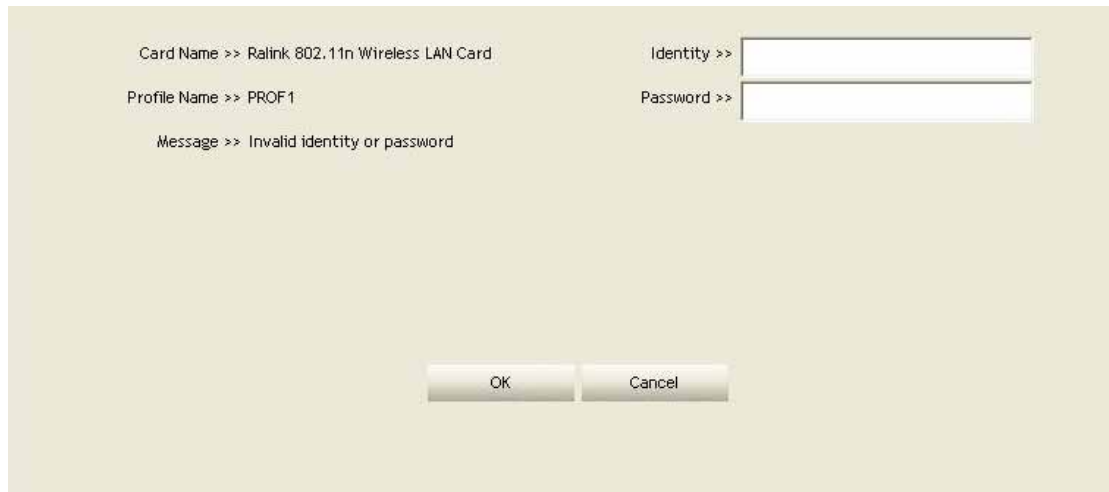 Card Name >> Ralink 802.11n Wireless LAN Card
Identity >>
Profile Name >> PROF1
Password >>
Message >> Invalid identity or password
OK
Cancel